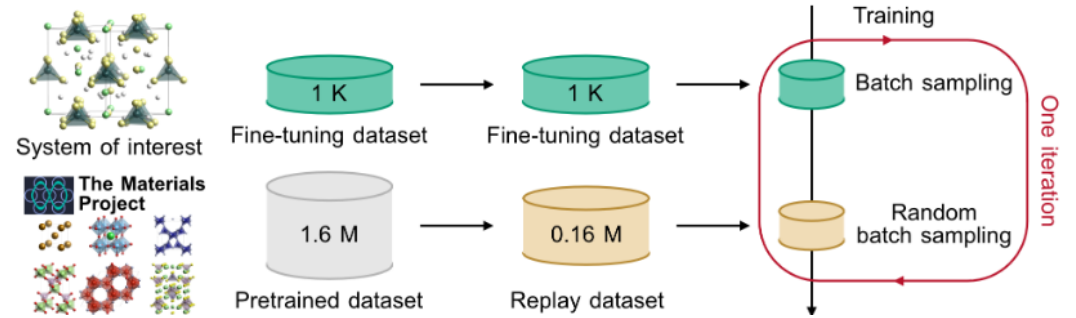 Training
1 K
1 K
Batch sampling
Fine-tuning dataset
Fine-tuning dataset
System of interest
One iteration
The Materials
Project
1.6 M
0.16 M
Random
batch sampling
Pretrained dataset
Replay dataset